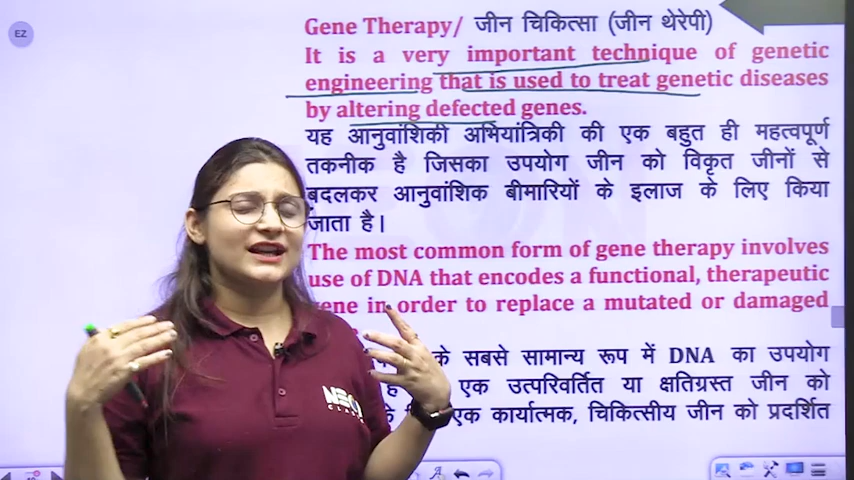 EZ
Gene Therapy/ जीन चिकित्सा (जीन थेरेपी)
It is a very important technique of genetic
engineering that is used to treat genetic diseases
by altering defected genes.
यह आनुवांशिकी अभियांत्रिकी की एक बहुत ही महत्वपूर्ण
तकनीक है जिसका उपयोग जीन को विकृत जीनों से
बदलकर आनुवांशिक बीमारियों के इलाज के लिए किया
जाता है।
The most common form of gene therapy involves
use of DNA that encodes a functional, therapeutic
in order to replace a mutated or damaged
के सबसे सामान्य रूप में DNA का उपयोग
एक उत्परिवर्तित या क्षतिग्रस्त जीन को
एक कार्यात्मक, चिकित्सीय जीन को प्रदर्शित
NEO
CLASSES